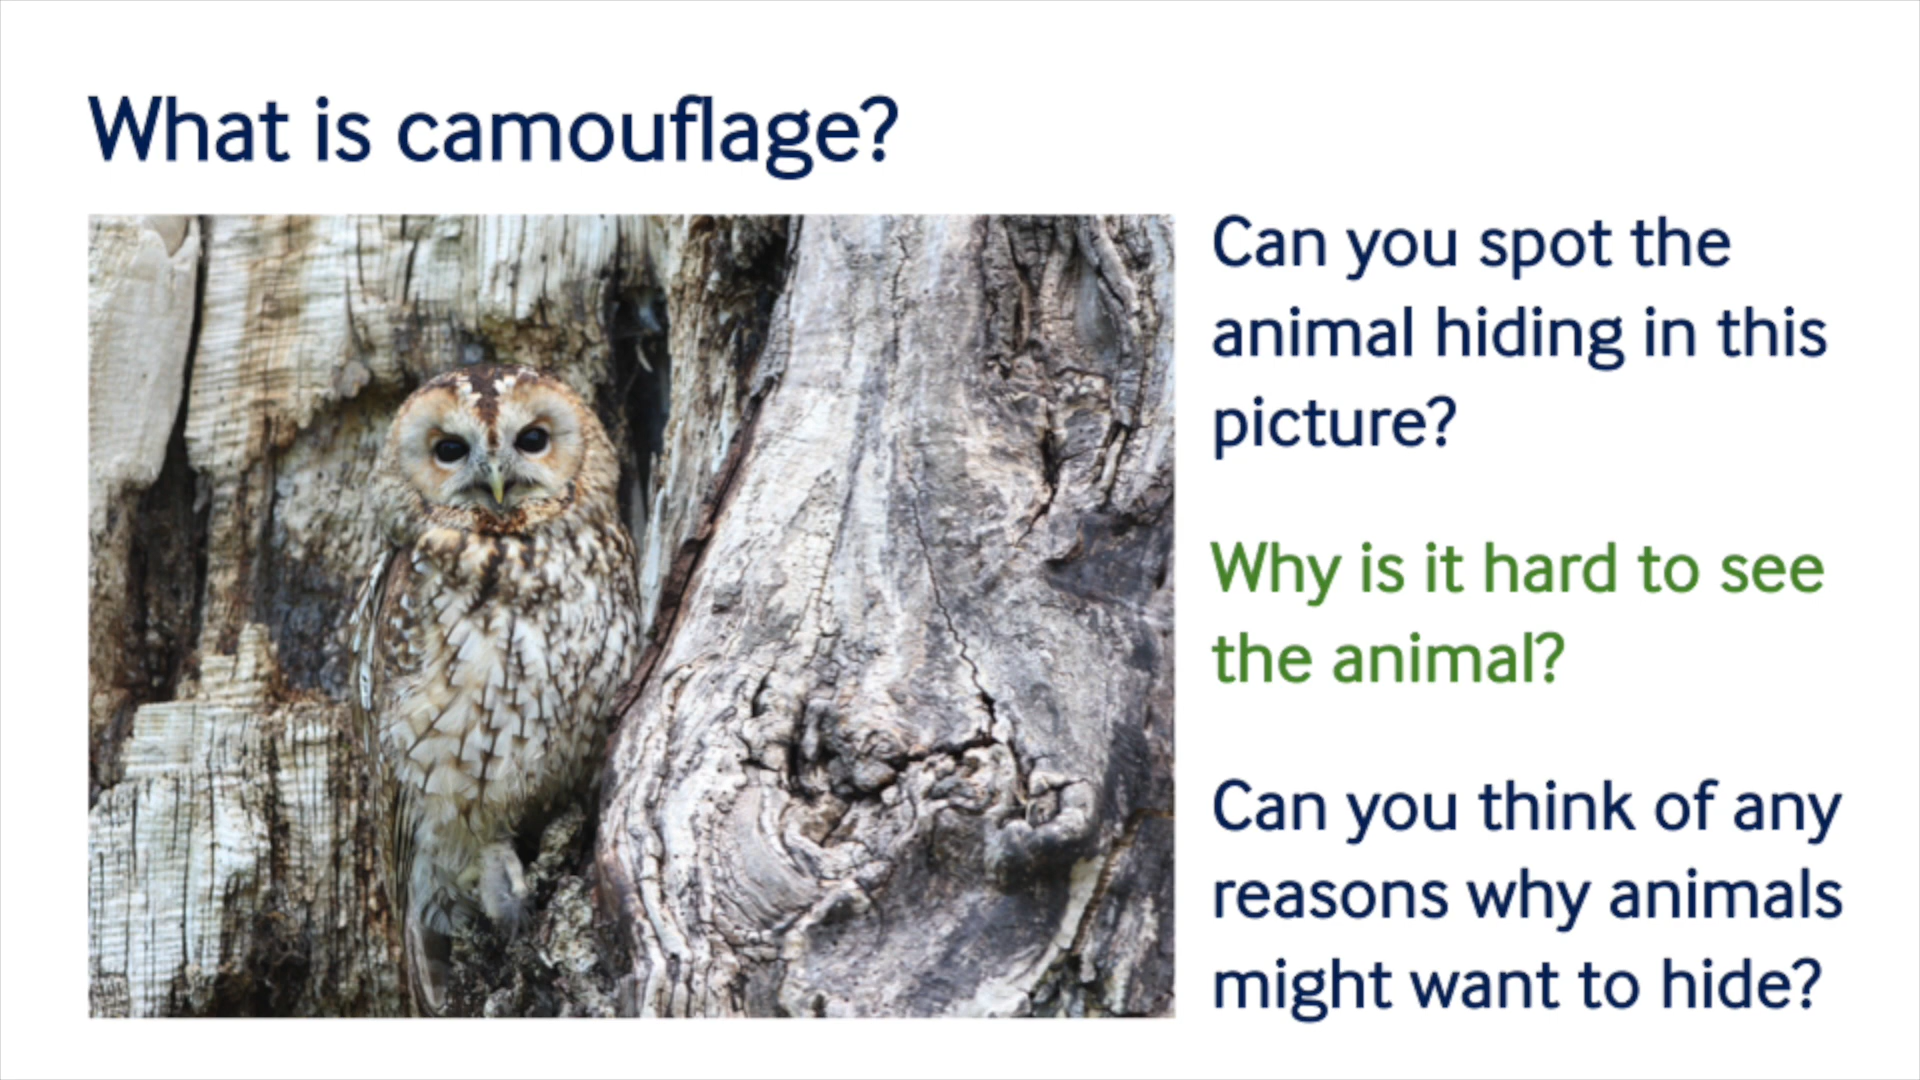 What is camouflage?
Can you spot the
animal hiding in this
picture?
Why is it hard to see
the animal?
Can you think of any
reasons why animals
might want to hide?